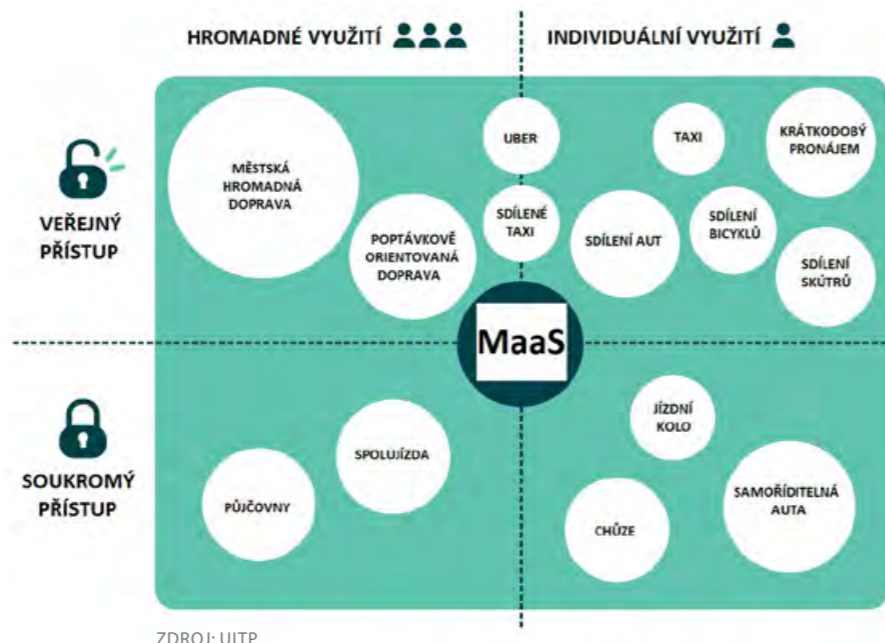 HROMADNÉ VYUŽITÍ
INDIVIDUÁLNÍ VYUŽITÍ
VEŘEJNÝ
PŘÍSTUP
MĚSTSKÁ
HROMADNÁ
DOPRAVA
POPTÁVKOVĚ
ORIENTOVANÁ
DOPRAVA
UBER
SDÍLENÉ
TAXI
TAXI
KRÁTKODOBÝ
PRONÁJEM
SDÍLENÍ AUT
SDÍLENÍ
BICYKLŮ
SDÍLENÍ
SKÚTRŮ
MaaS
SOUKROMÝ
PŘÍSTUP
PŮJČOVNY
SPOLUJÍZDA
JÍZDNÍ
KOLO
CHŮZE
SAMOŘÍDITELNÁ
AUTA
ZDROJ: UITP